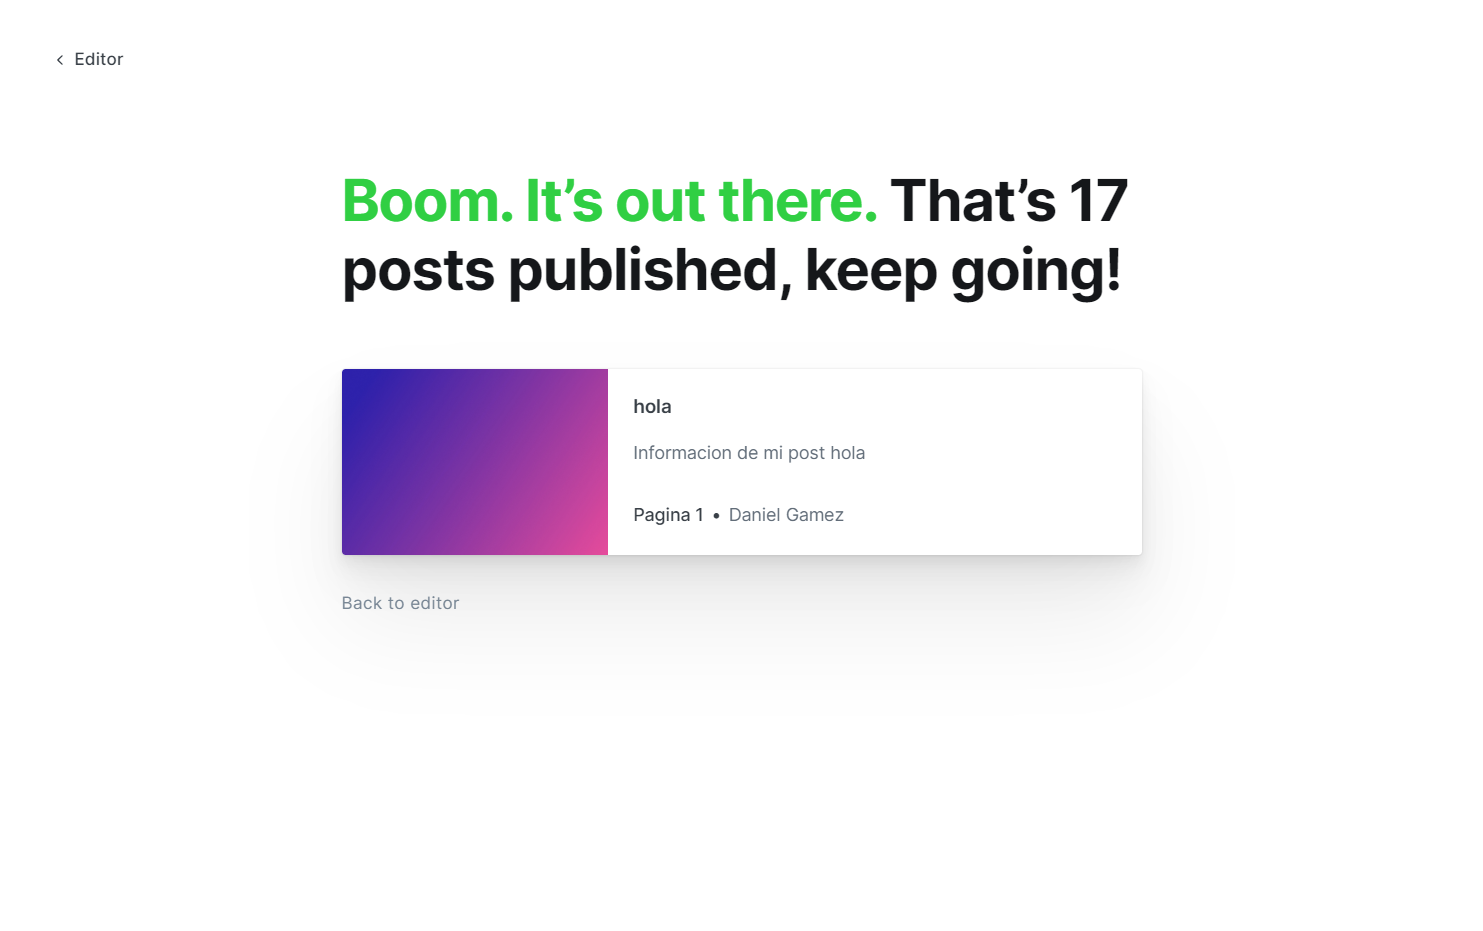 Editor
Boom. It’s out there. That’s 17
posts published, keep going!
hola
Informacion de mi post hola
Pagina 1 • Daniel Gamez
Back to editor